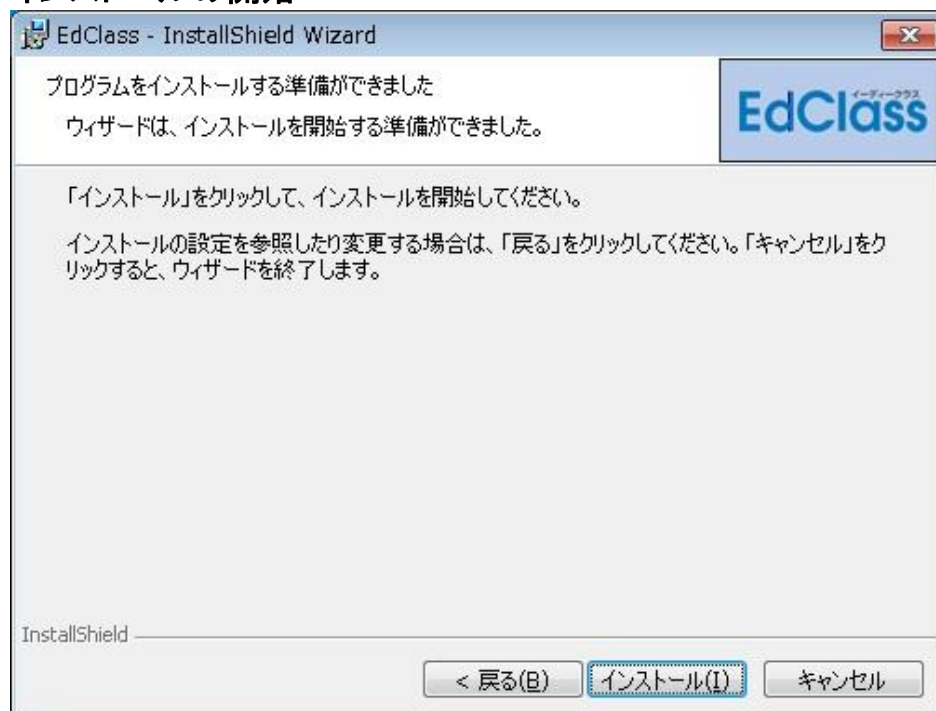 EdClass - InstallShield Wizard
プログラムをインストールする準備ができました
ウィザードは、インストールを開始する準備ができました。
イーディークラス
EdClass
「インストール」をクリックして、インストールを開始してください。
インストールの設定を参照したり変更する場合は、「戻る」をクリックしてください。「キャンセル」をク
リックすると、ウィザードを終了します。
InstallShield
< 戻る(B)
インストール(I)
キャンセル